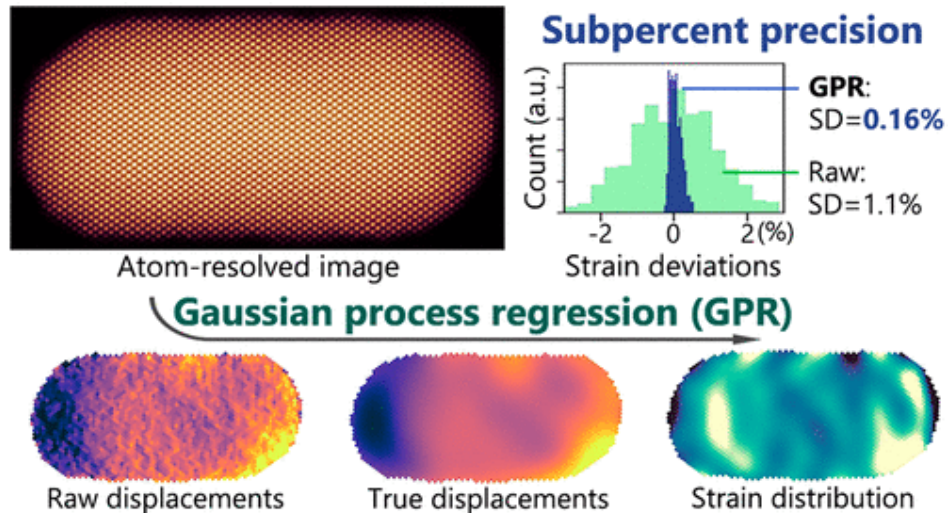 Subpercent precision
Count (a.u.)
GPR:
SD=0.16%
Raw:
SD=1.1%
-2 0 2(%)
Strain deviations
Atom-resolved image
Gaussian process regression (GPR)
Raw displacements
True displacements
Strain distribution